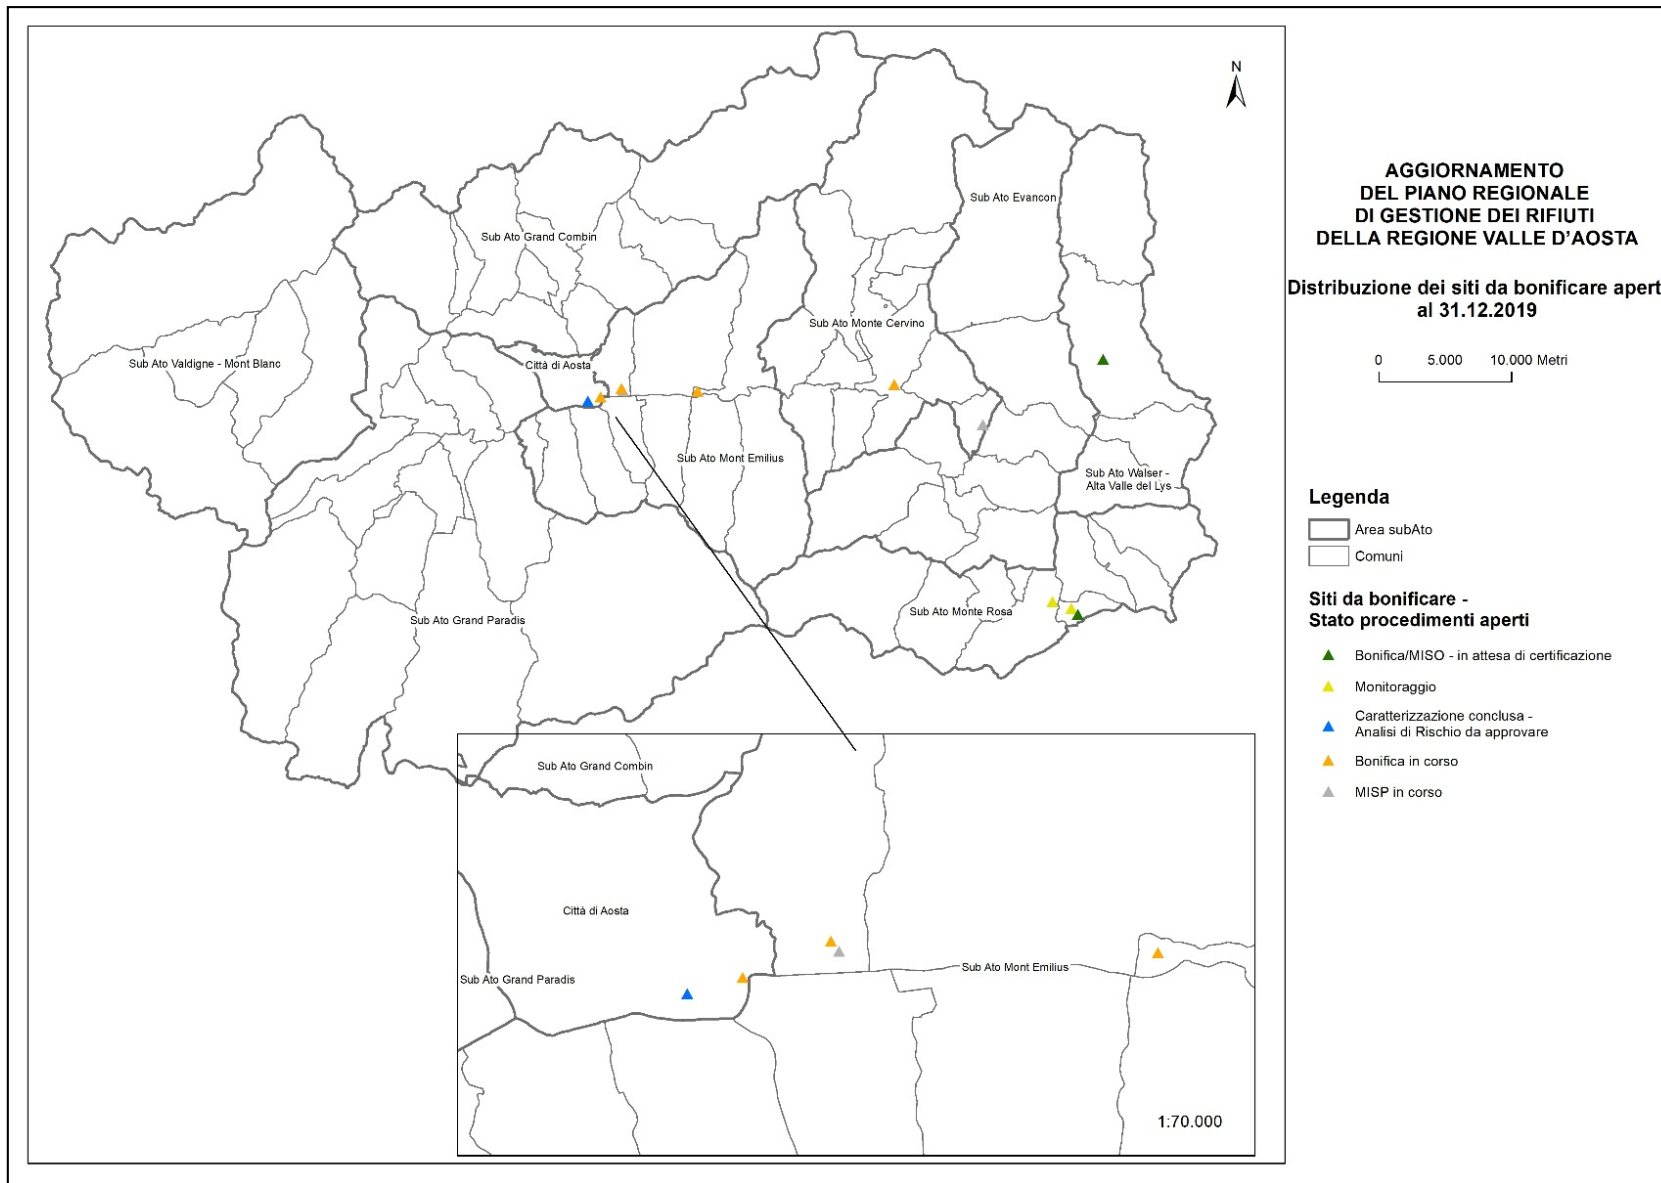 N
AGGIORNAMENTO
DEL PIANO REGIONALE
DI GESTIONE DEI RIFIUTI
DELLA REGIONE VALLE D'AOSTA
Distribuzione dei siti da bonificare apert
al 31.12.2019
0 5.000 10.000 Metri
Sub Ato Evancon
Sub Ato Grand Combin
Sub Ato Monte Cervino
Sub Ato Valdigne - Mont Blanc
Città di Aosta
Sub Ato Mont Emilius
Sub Ato Walser -
Alta Valle del Lys
Sub Ato Monte Rosa
Sub Ato Grand Paradis
Sub Ato Grand Combin
Città di Aosta
Sub Ato Mont Emilius
Sub Ato Grand Paradis
1:70.000
Legenda
Area subAto
Comuni
Siti da bonificare -
Stato procedimenti aperti
Bonifica/MISO - in attesa di certificazione
Monitoraggio
Caratterizzazione conclusa -
Analisi di Rischio da approvare
Bonifica in corso
MISP in corso